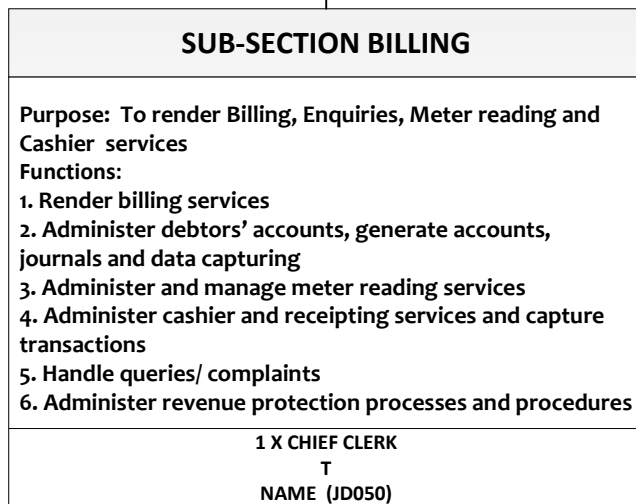 SUB-SECTION BILLING
Purpose:  To render Billing, Enquiries, Meter reading and
Cashier  services
Functions:
1. Render billing services
2. Administer debtors’ accounts, generate accounts,
journals and data capturing
3. Administer and manage meter reading services
4. Administer cashier and receipting services and capture
transactions
5. Handle queries/ complaints
6. Administer revenue protection processes and procedures
1 X CHIEF CLERK
T
NAME  (JD050)